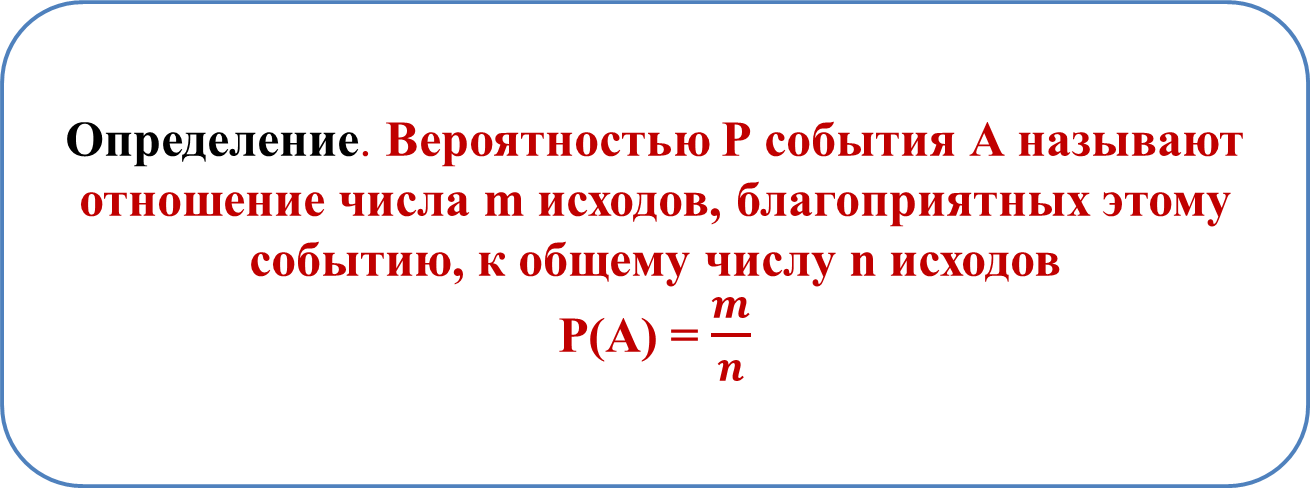 Определение. Вероятностью Р события А называют
отношение числа m исходов, благоприятных этому
событию, к общему числу n исходов
Р(А) = m/n